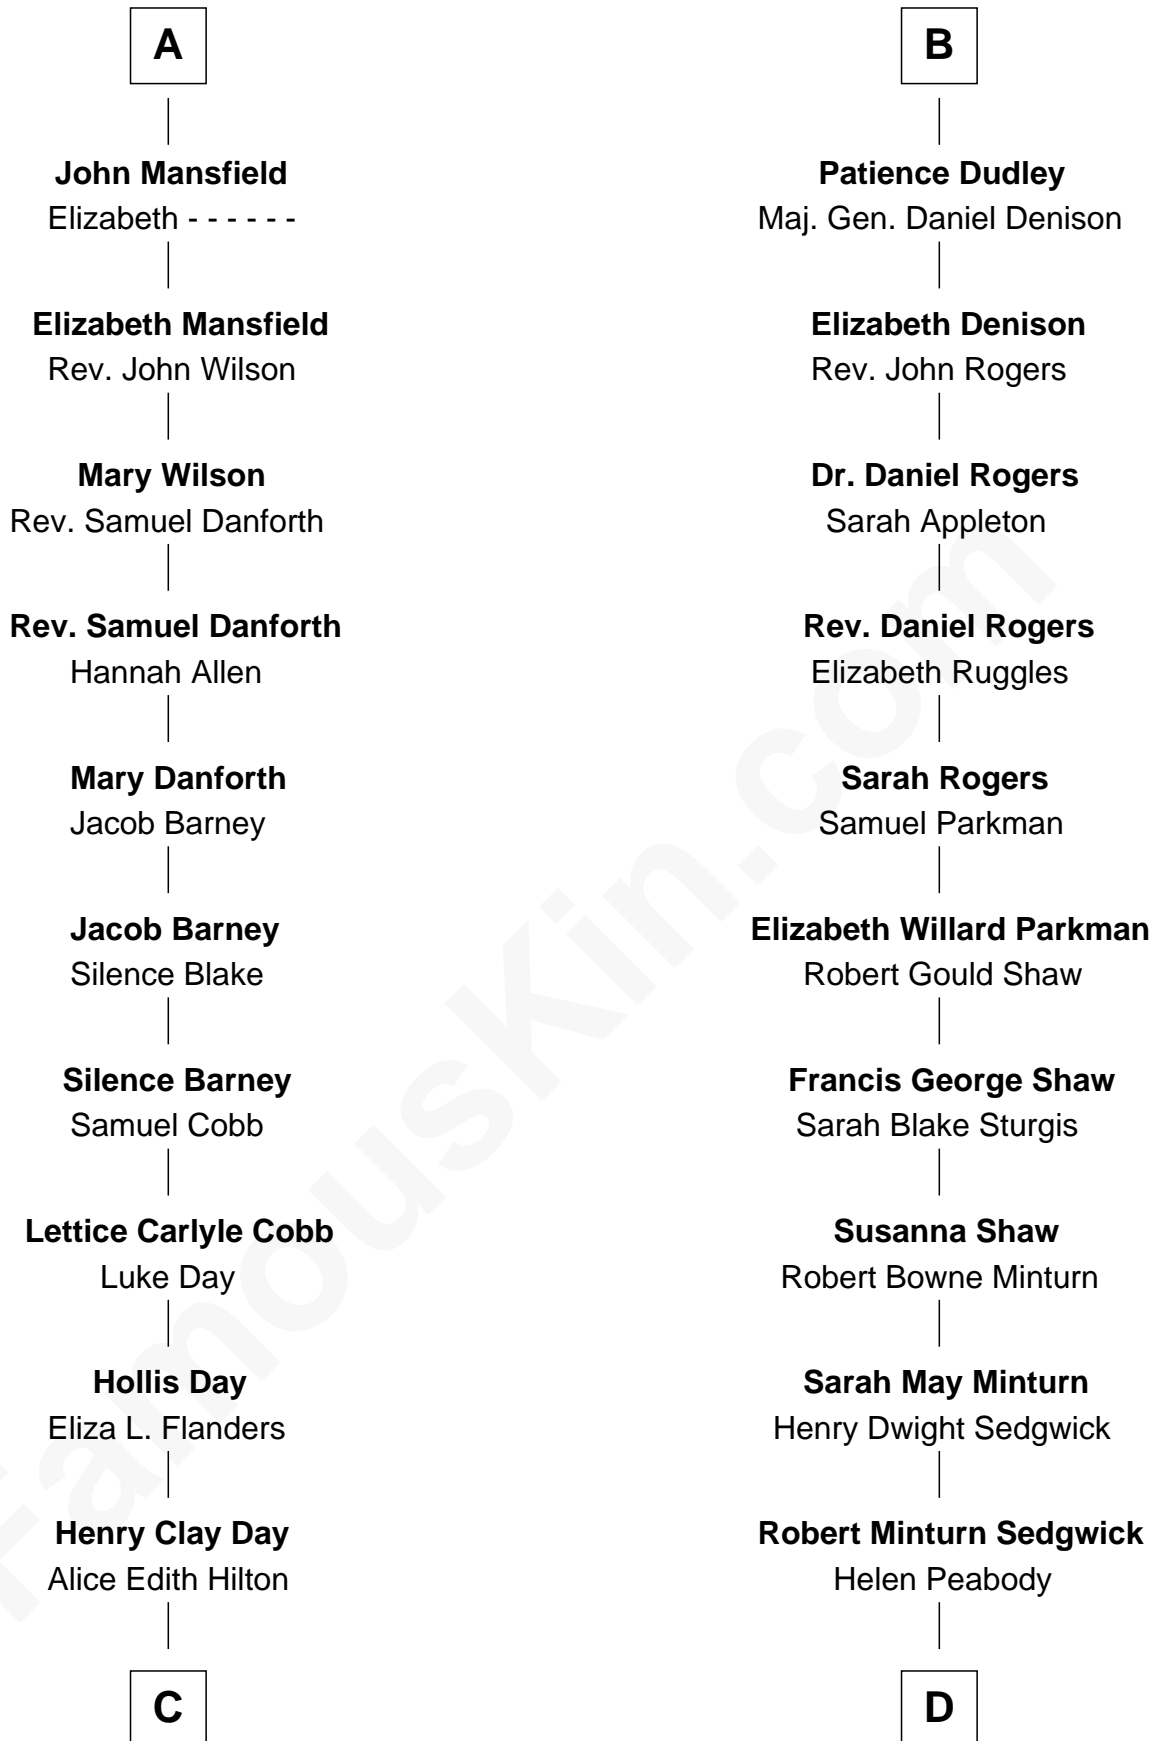 A
John Mansfield
Elizabeth - - - - - -
Elizabeth Mansfield
Rev. John Wilson
Mary Wilson
Rev. Samuel Danforth
Rev. Samuel Danforth
Hannah Allen
Mary Danforth
Jacob Barney
Jacob Barney
Silence Blake
Silence Barney
Samuel Cobb
Lettice Carlyle Cobb
Luke Day
Hollis Day
Eliza L. Flanders
Henry Clay Day
Alice Edith Hilton
C
B
Patience Dudley
Maj. Gen. Daniel Denison
Elizabeth Denison
Rev. John Rogers
Dr. Daniel Rogers
Sarah Appleton
Rev. Daniel Rogers
Elizabeth Ruggles
Sarah Rogers
Samuel Parkman
Elizabeth Willard Parkman
Robert Gould Shaw
Francis George Shaw
Sarah Blake Sturgis
Susanna Shaw
Robert Bowne Minturn
Sarah May Minturn
Henry Dwight Sedgwick
Robert Minturn Sedgwick
Helen Peabody
D
FamousKin.com